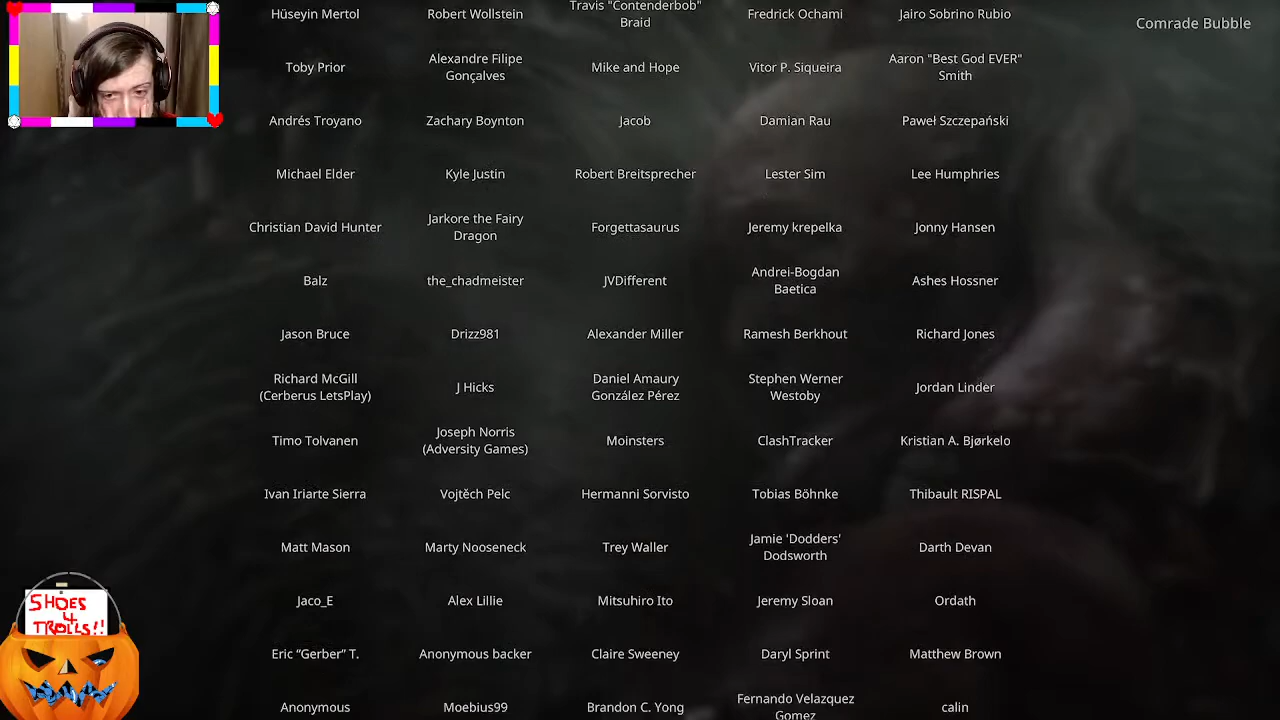 Hüseyin Mertol
Robert Wollstein
Travis "Contenderbob"
Braid
Fredrick Ochami
Jairo Sobrino Rubio
Comrade Bubble
Toby Prior
Alexandre Filipe
Gonçalves
Mike and Hope
Vitor P. Siqueira
Aaron "Best God EVER"
Smith
Andrés Troyano
Zachary Boynton
Jacob
Damian Rau
Paweł Szczepański
Michael Elder
Kyle Justin
Robert Breitsprecher
Lester Sim
Lee Humphries
Christian David Hunter
Jarkore the Fairy
Dragon
Forgettasaurus
Jeremy krepelka
Jonny Hansen
Balz
the_chadmeister
JVDifferent
Andrei-Bogdan
Baetica
Ashes Hossner
Jason Bruce
Drizz981
Alexander Miller
Ramesh Berkhout
Richard Jones
Richard McGill
(Cerberus LetsPlay)
J Hicks
Daniel Amaury
González Pérez
Stephen Werner
Westoby
Jordan Linder
Timo Tolvanen
Joseph Norris
(Adversity Games)
Moinsters
ClashTracker
Kristian A. Bjørkelo
Ivan Iriarte Sierra
Vojtěch Pelc
Hermanni Sorvisto
Tobias Böhnke
Thibault RISPAL
Matt Mason
Marty Nooseneck
Trey Waller
Jamie 'Dodders'
Dodsworth
Darth Devan
Jaco_E
Alex Lillie
Mitsuhiro Ito
Jeremy Sloan
Ordath
SHOES
4
TROLLS!!
Eric “Gerber” T.
Anonymous backer
Claire Sweeney
Daryl Sprint
Matthew Brown
Anonymous
Moebius99
Brandon C. Yong
Fernando Velazquez
Gomez
calin